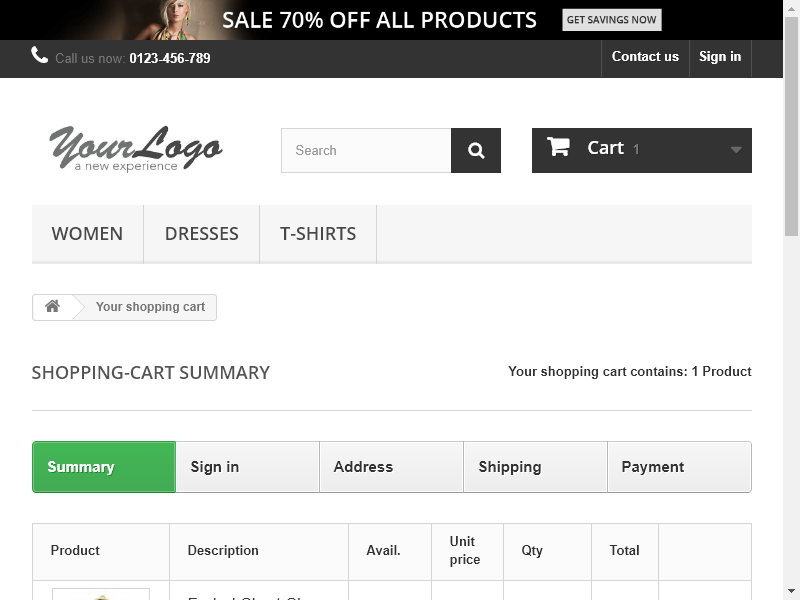 SALE 70% OFF ALL PRODUCTS
GET SAVINGS NOW
Call us now: 0123-456-789
Contact us
Sign in
YourLogo
a new experience
Search
Cart 1
WOMEN
DRESSES
T-SHIRTS
Your shopping cart
SHOPPING-CART SUMMARY
Your shopping cart contains: 1 Product
Summary
Sign in
Address
Shipping
Payment
Product
Description
Avail.
Unit
price
Qty
Total